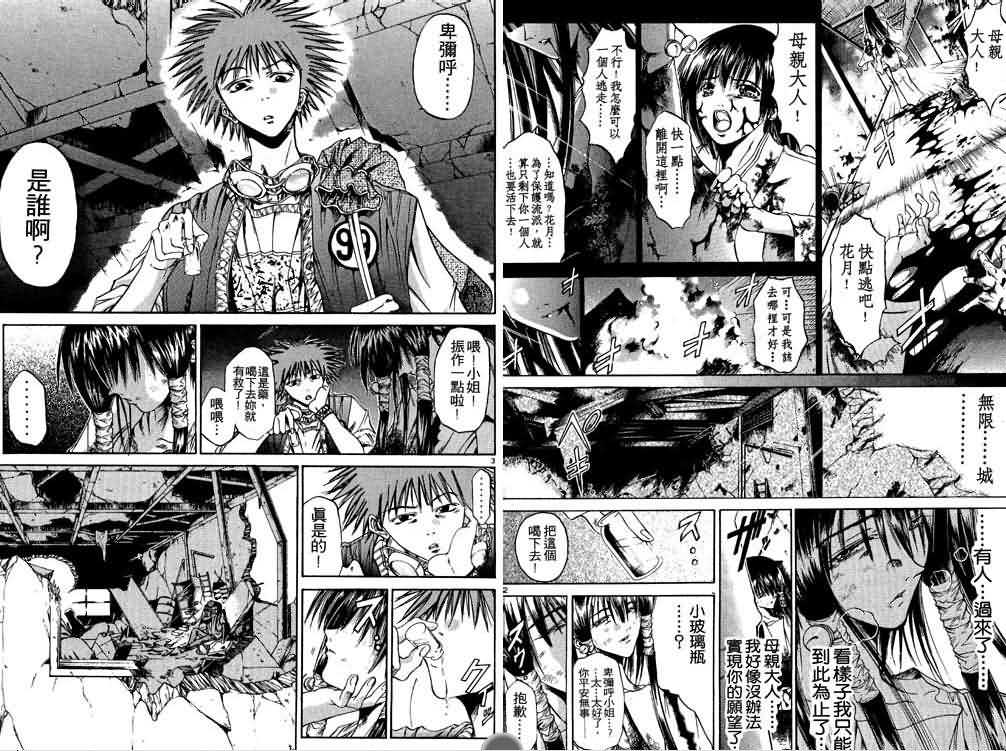 母親
大人！
快點逃吧！
花月！
母親大人！
快一點
離開這裡啊…
不行！我怎麼可以
一個人逃走……
…知道嗎？花月，
為了保護流派，就
算只剩下你一個人
也要活下去！
可…可是我該
去哪裡才好…
無限………城
……有人…過來了……
看樣子我只能
到此為止了…
母親大人……
我好像沒辦法
實現你的願望了
把這個
喝下去！
小玻璃瓶
……？
卑彌呼小姐…？
…太…太好了…
你平安無事
抱歉…
2
卑彌呼……
是誰啊？
99
喂！小姐！
振作一點啦！
這是藥，
喝下去妳就
有救了！
喂喂…
………
3
………
真是的